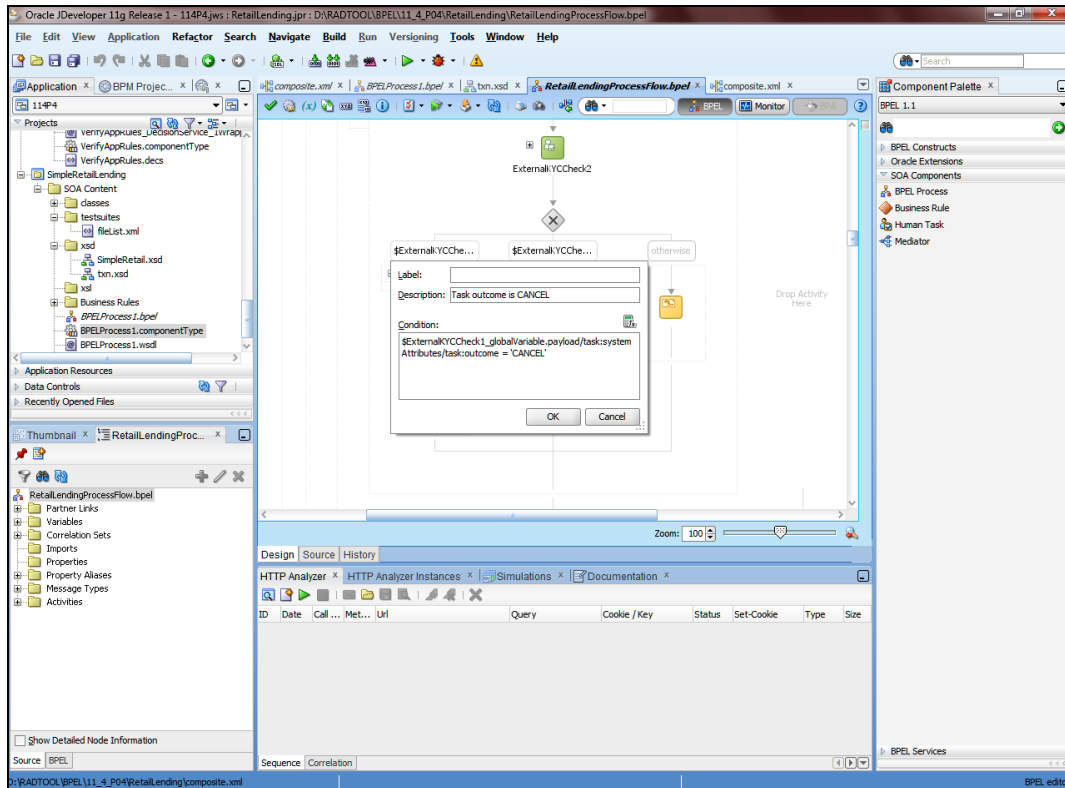 Oracle JDeveloper 11g Release 1 - 114P4.jws : RetailLending.jpr : D:\RADTOOL\BPEL\11_4_P04\RetailLending\RetailLendingProcessFlow.bpel
File Edit View Application Refactor Search Navigate Build Run Versioning Tools Window Help
Search
Application BPM Projec...
composite.xml BPELProcess1.bpel txn.xsd RetailLendingProcessFlow.bpel composite.xml
Component Palette
114P4
BPEL Monitor BPA
BPEL 1.1
Projects
VerifyAppRules_DecisionService_1Wrap
VerifyAppRules.componentType
VerifyAppRules.decs
SimpleRetailLending
SOA Content
classes
testsuites
fileList.xml
xsd
SimpleRetail.xsd
txn.xsd
xsl
Business Rules
BPELProcess1.bpel
BPELProcess1.componentType
BPELProcess1.wsdl
Application Resources
Data Controls
Recently Opened Files
Thumbnail RetailLendingProc...
RetailLendingProcessFlow.bpel
Partner Links
Variables
Correlation Sets
Imports
Properties
Property Aliases
Message Types
Activities
Show Detailed Node Information
Source BPEL
ExternalKYCCheck2
$ExternalKYCChe... $ExternalKYCChe... otherwise
Label:
Description: Task outcome is CANCEL
Condition:
$ExternalKYCCheck1_globalVariable.payload/task:system
Attributes/task:outcome = 'CANCEL'
OK Cancel
Drop Activity
Here
Zoom: 100
Design Source History
HTTP Analyzer HTTP Analyzer Instances Simulations Documentation
ID Date Call ... Met... Url Query Cookie / Key Status Set-Cookie Type Size
Sequence Correlation
BPEL Constructs
Oracle Extensions
SOA Components
BPEL Process
Business Rule
Human Task
Mediator
BPEL Services
D:\RADTOOL\BPEL\11_4_P04\RetailLending\composite.xml
BPEL edito